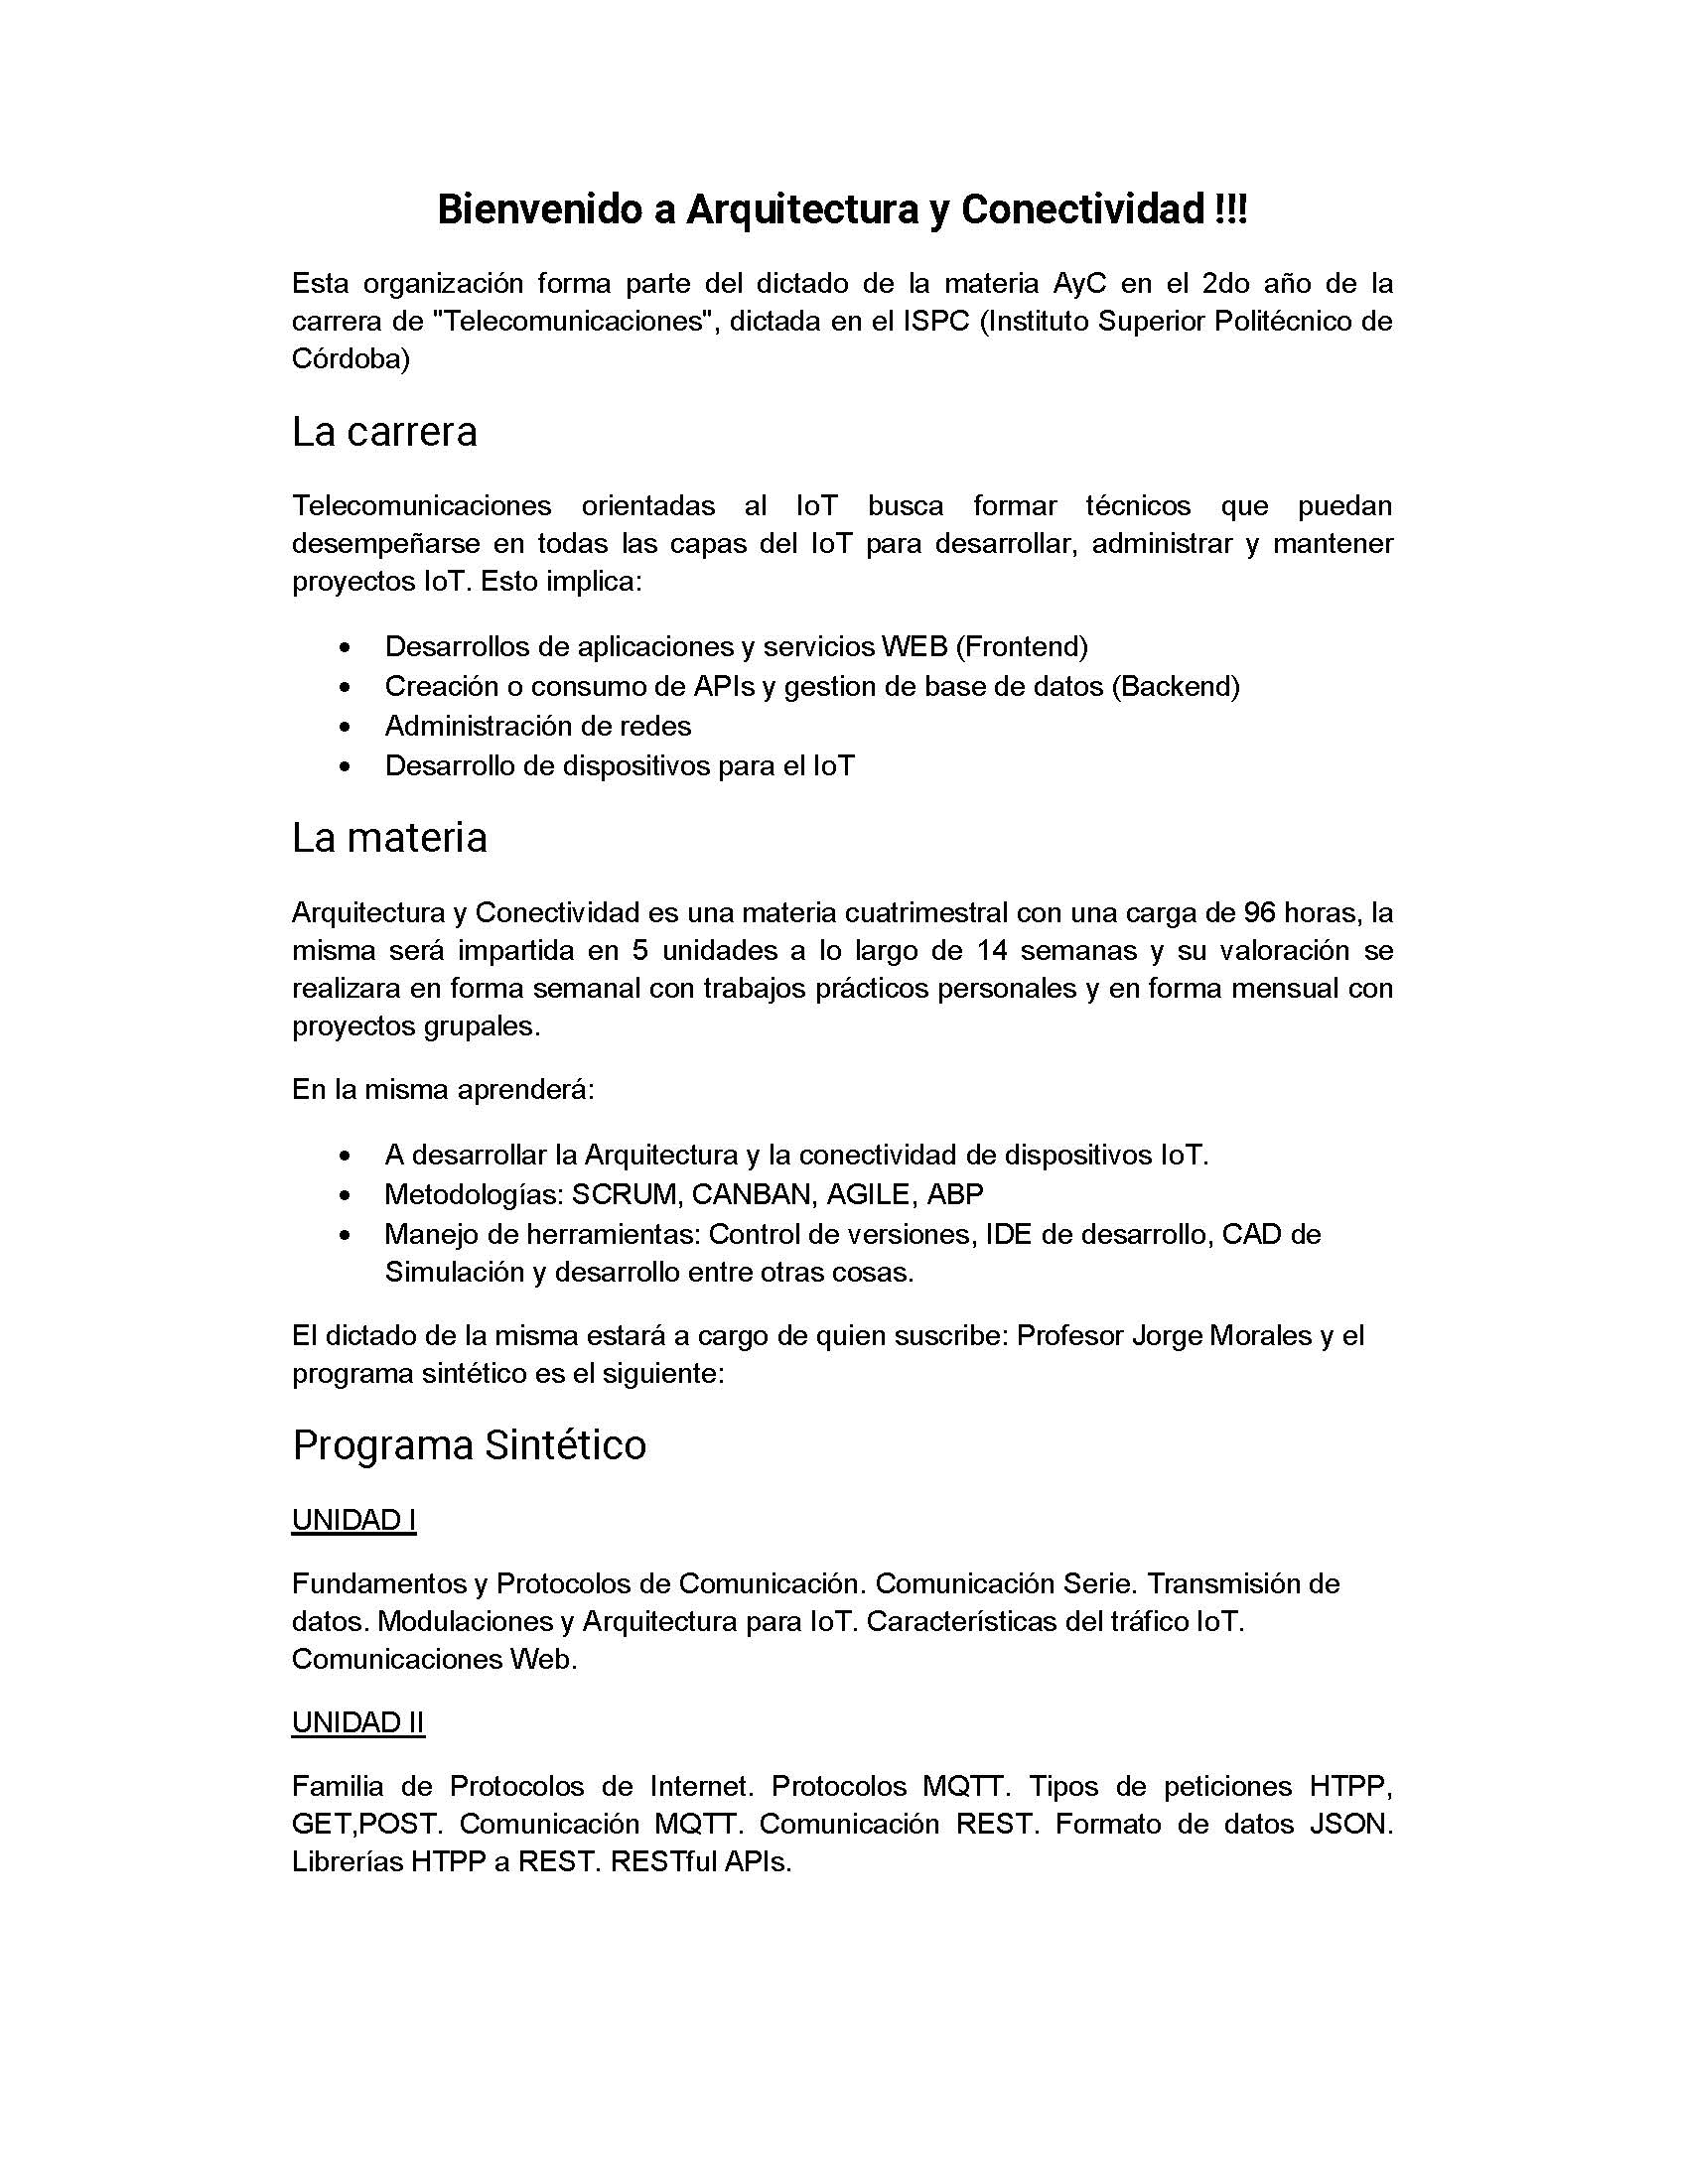 Bienvenido a Arquitectura y Conectividad !!!
Esta organización forma parte del dictado de la materia AyC en el 2do año de la
carrera de "Telecomunicaciones", dictada en el ISPC (Instituto Superior Politécnico de
Córdoba)
La carrera
Telecomunicaciones orientadas al IoT busca formar técnicos que puedan
desempeñarse en todas las capas del IoT para desarrollar, administrar y mantener
proyectos IoT. Esto implica:
• Desarrollos de aplicaciones y servicios WEB (Frontend)
• Creación o consumo de APIs y gestion de base de datos (Backend)
• Administración de redes
• Desarrollo de dispositivos para el IoT
La materia
Arquitectura y Conectividad es una materia cuatrimestral con una carga de 96 horas, la
misma será impartida en 5 unidades a lo largo de 14 semanas y su valoración se
realizara en forma semanal con trabajos prácticos personales y en forma mensual con
proyectos grupales.
En la misma aprenderá:
• A desarrollar la Arquitectura y la conectividad de dispositivos IoT.
• Metodologías: SCRUM, CANBAN, AGILE, ABP
• Manejo de herramientas: Control de versiones, IDE de desarrollo, CAD de
Simulación y desarrollo entre otras cosas.
El dictado de la misma estará a cargo de quien suscribe: Profesor Jorge Morales y el
programa sintético es el siguiente:
Programa Sintético
UNIDAD I
Fundamentos y Protocolos de Comunicación. Comunicación Serie. Transmisión de
datos. Modulaciones y Arquitectura para IoT. Características del tráfico IoT.
Comunicaciones Web.
UNIDAD II
Familia de Protocolos de Internet. Protocolos MQTT. Tipos de peticiones HTPP,
GET,POST. Comunicación MQTT. Comunicación REST. Formato de datos JSON.
Librerías HTPP a REST. RESTful APIs.